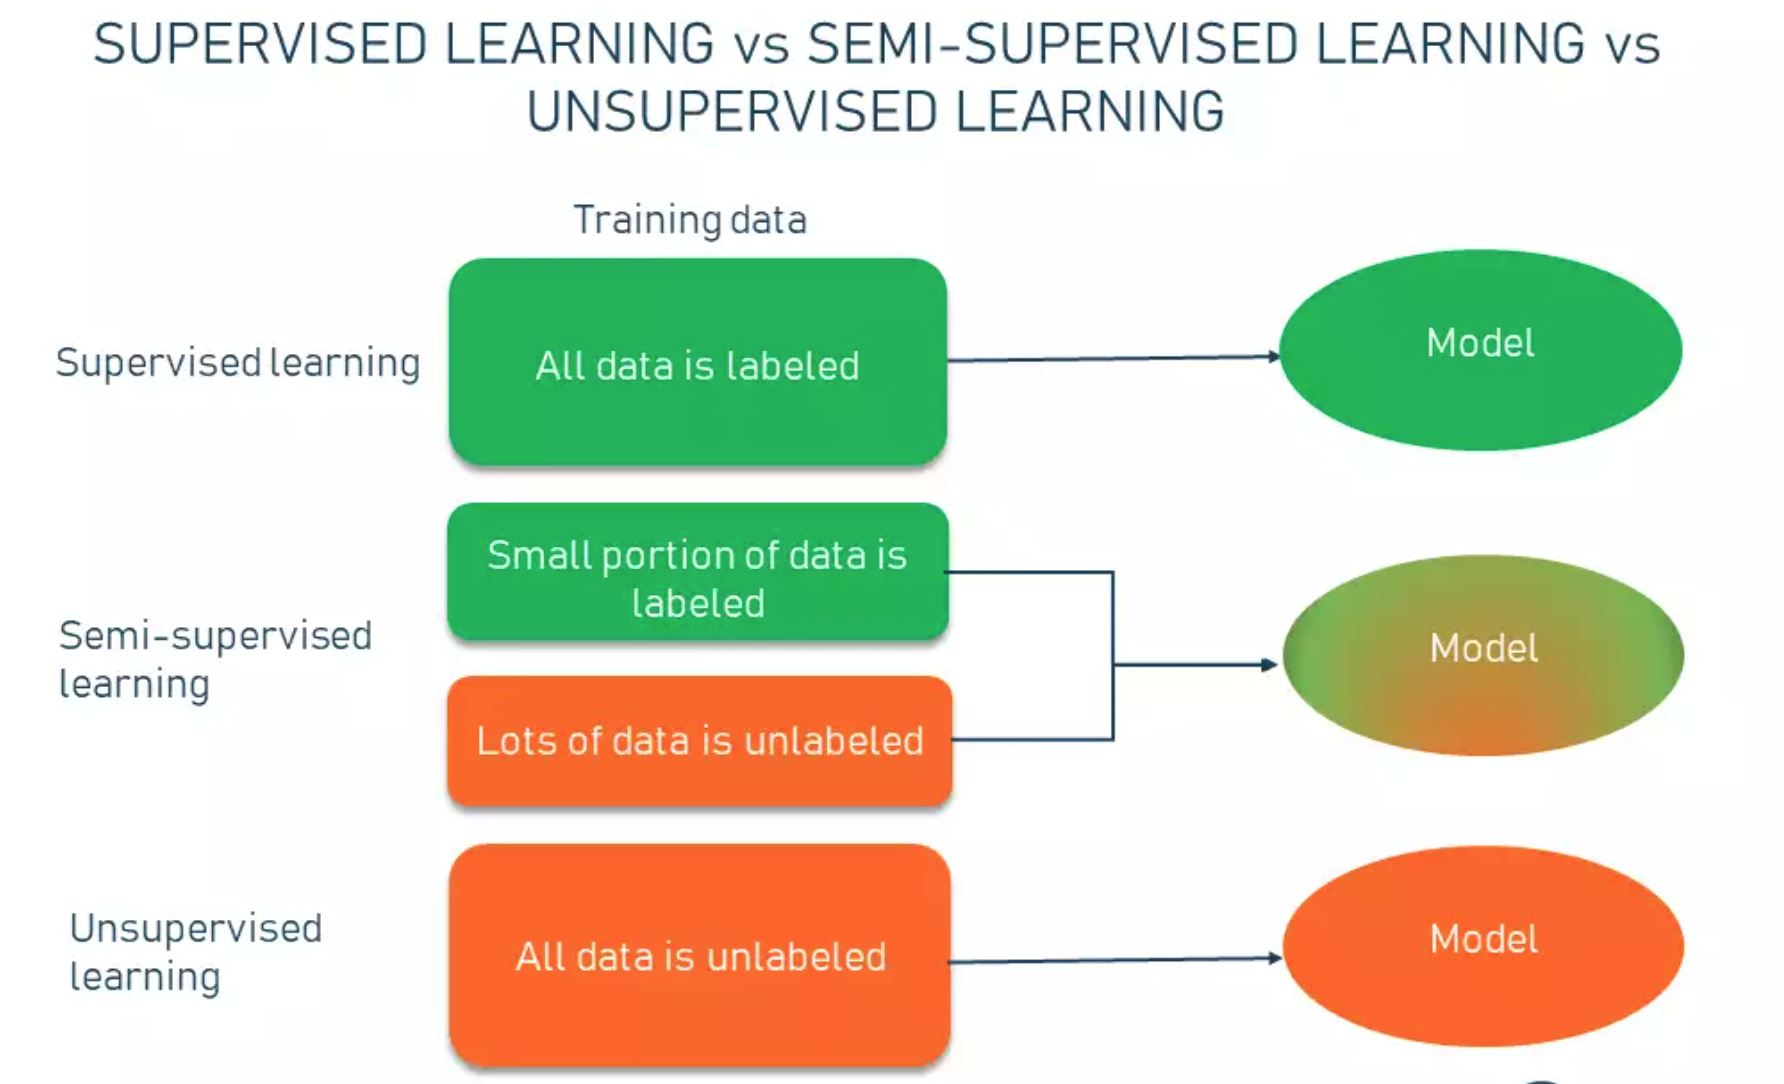 SUPERVISED LEARNING vs SEMI-SUPERVISED LEARNING vs
UNSUPERVISED LEARNING
Training data
Supervised learning
All data is labeled
Model
Semi-supervised
learning
Small portion of data is
labeled
Lots of data is unlabeled
Model
Unsupervised
learning
All data is unlabeled
Model